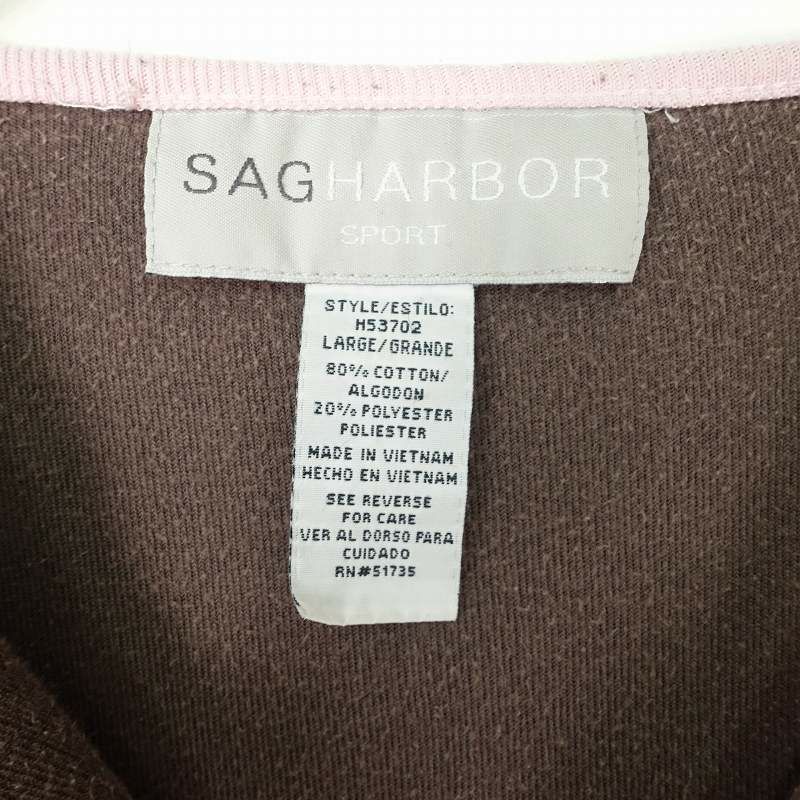 SAGHARBOR
SPORT
STYLE/ESTILO:
H53702
LARGE/GRANDE
80% COTTON/
ALGODON
20% POLYESTER
POLIESTER
MADE IN VIETNAM
HECHO EN VIETNAM
SEE REVERSE
FOR CARE
VER AL DORSO PARA
CUIDADO
RN#51735